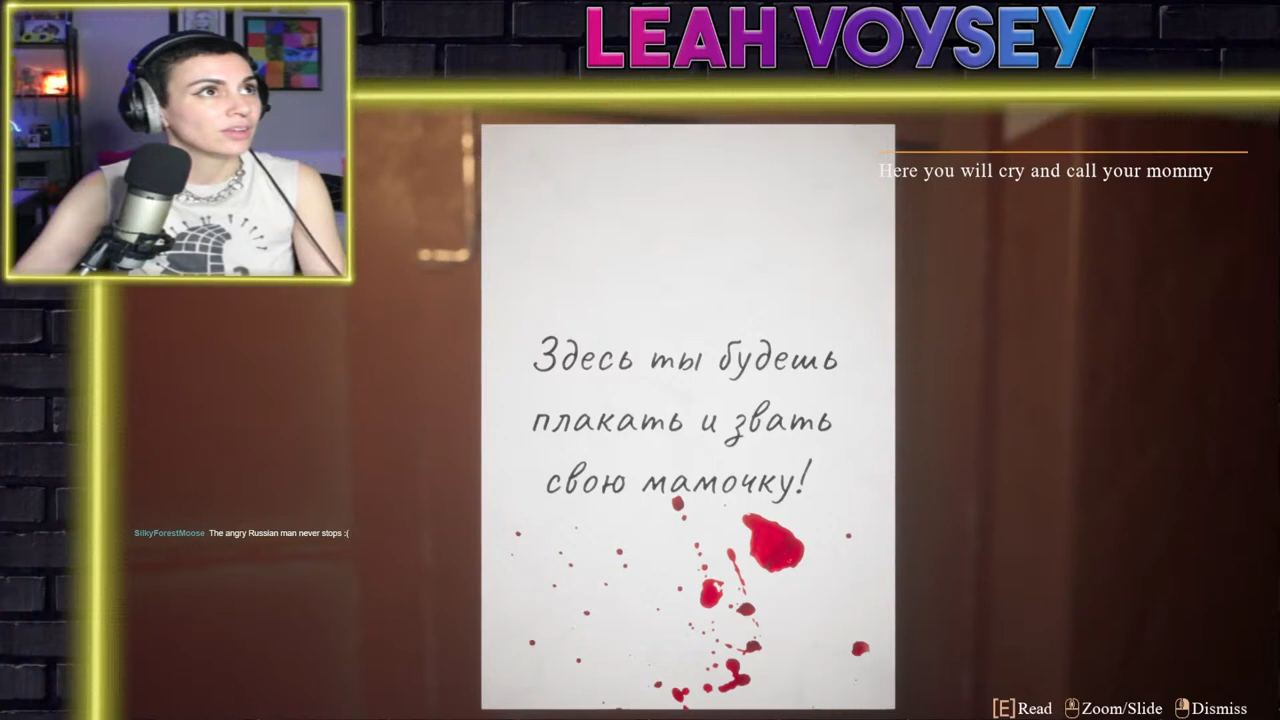 LEAH VOYSEY
Here you will cry and call your mommy
Здесь ты будешь
плакать и звать
свою мамочку!
SilkyForestMoose The angry Russian man never stops :(
[E]Read Zoom/Slide Dismiss